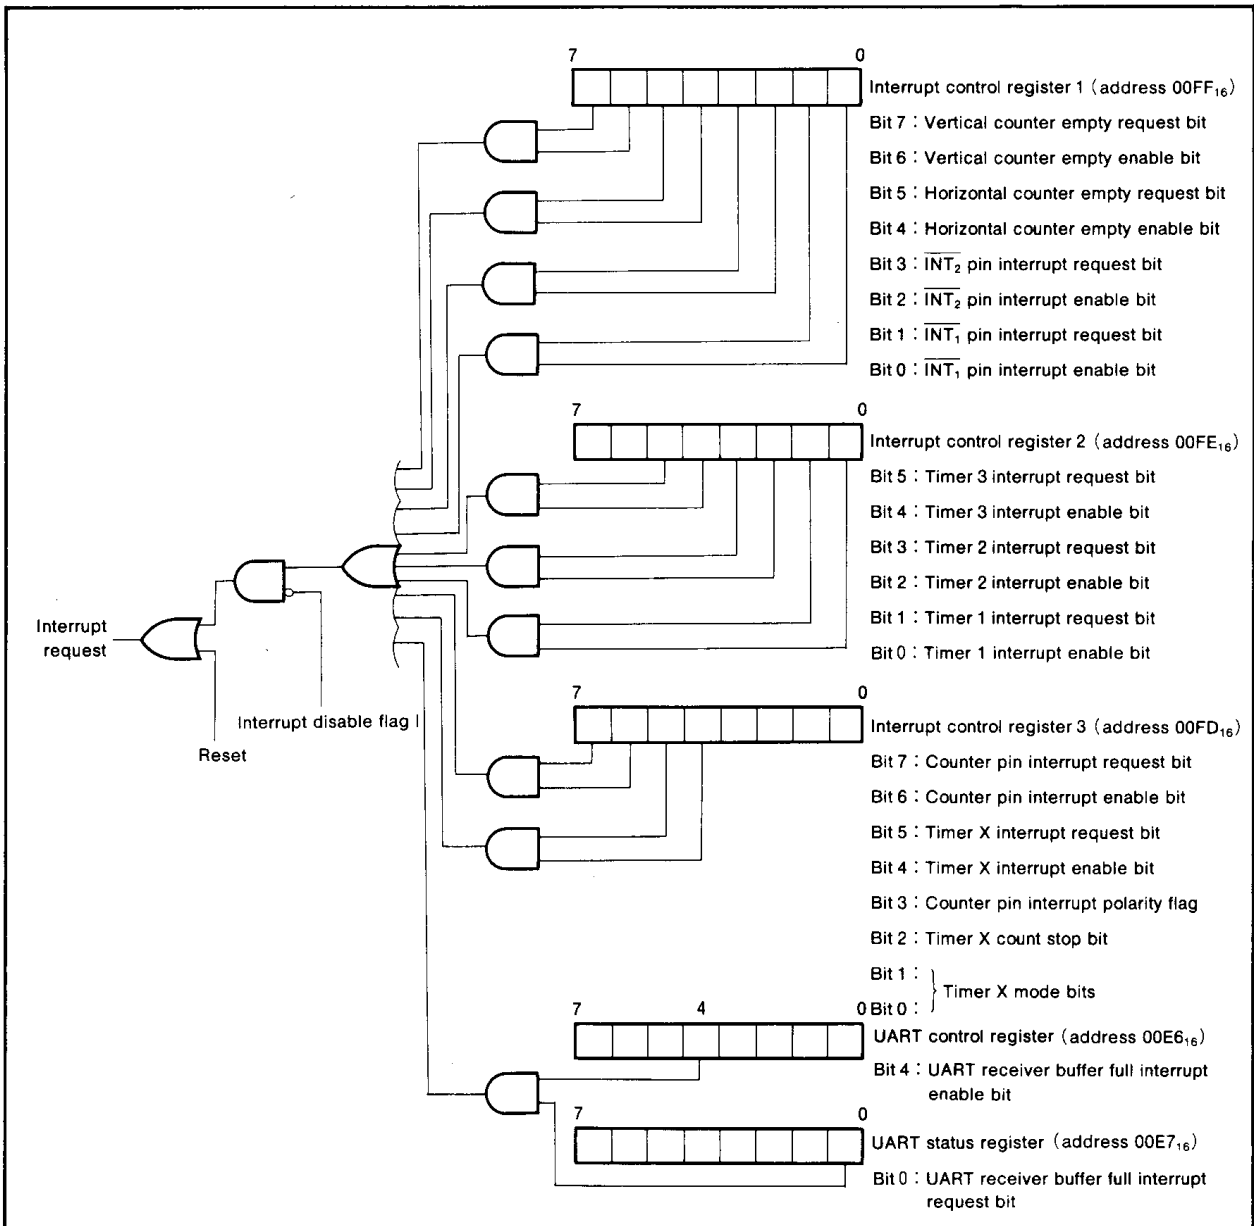 7 0
Interrupt control register 1 (address 00FF₁₆)
Bit 7 : Vertical counter empty request bit
Bit 6 : Vertical counter empty enable bit
Bit 5 : Horizontal counter empty request bit
Bit 4 : Horizontal counter empty enable bit
Bit 3 : I̅N̅T̅₂ pin interrupt request bit
Bit 2 : I̅N̅T̅₂ pin interrupt enable bit
Bit 1 : I̅N̅T̅₁ pin interrupt request bit
Bit 0 : I̅N̅T̅₁ pin interrupt enable bit
7 0
Interrupt control register 2 (address 00FE₁₆)
Bit 5 : Timer 3 interrupt request bit
Bit 4 : Timer 3 interrupt enable bit
Bit 3 : Timer 2 interrupt request bit
Bit 2 : Timer 2 interrupt enable bit
Bit 1 : Timer 1 interrupt request bit
Bit 0 : Timer 1 interrupt enable bit
Interrupt
request
Interrupt disable flag I
Reset
7 0
Interrupt control register 3 (address 00FD₁₆)
Bit 7 : Counter pin interrupt request bit
Bit 6 : Counter pin interrupt enable bit
Bit 5 : Timer X interrupt request bit
Bit 4 : Timer X interrupt enable bit
Bit 3 : Counter pin interrupt polarity flag
Bit 2 : Timer X count stop bit
Bit 1 :
Timer X mode bits
Bit 0 :
7 4 0
UART control register (address 00E6₁₆)
Bit 4 : UART receiver buffer full interrupt
enable bit
7 0
UART status register (address 00E7₁₆)
Bit 0 : UART receiver buffer full interrupt
request bit